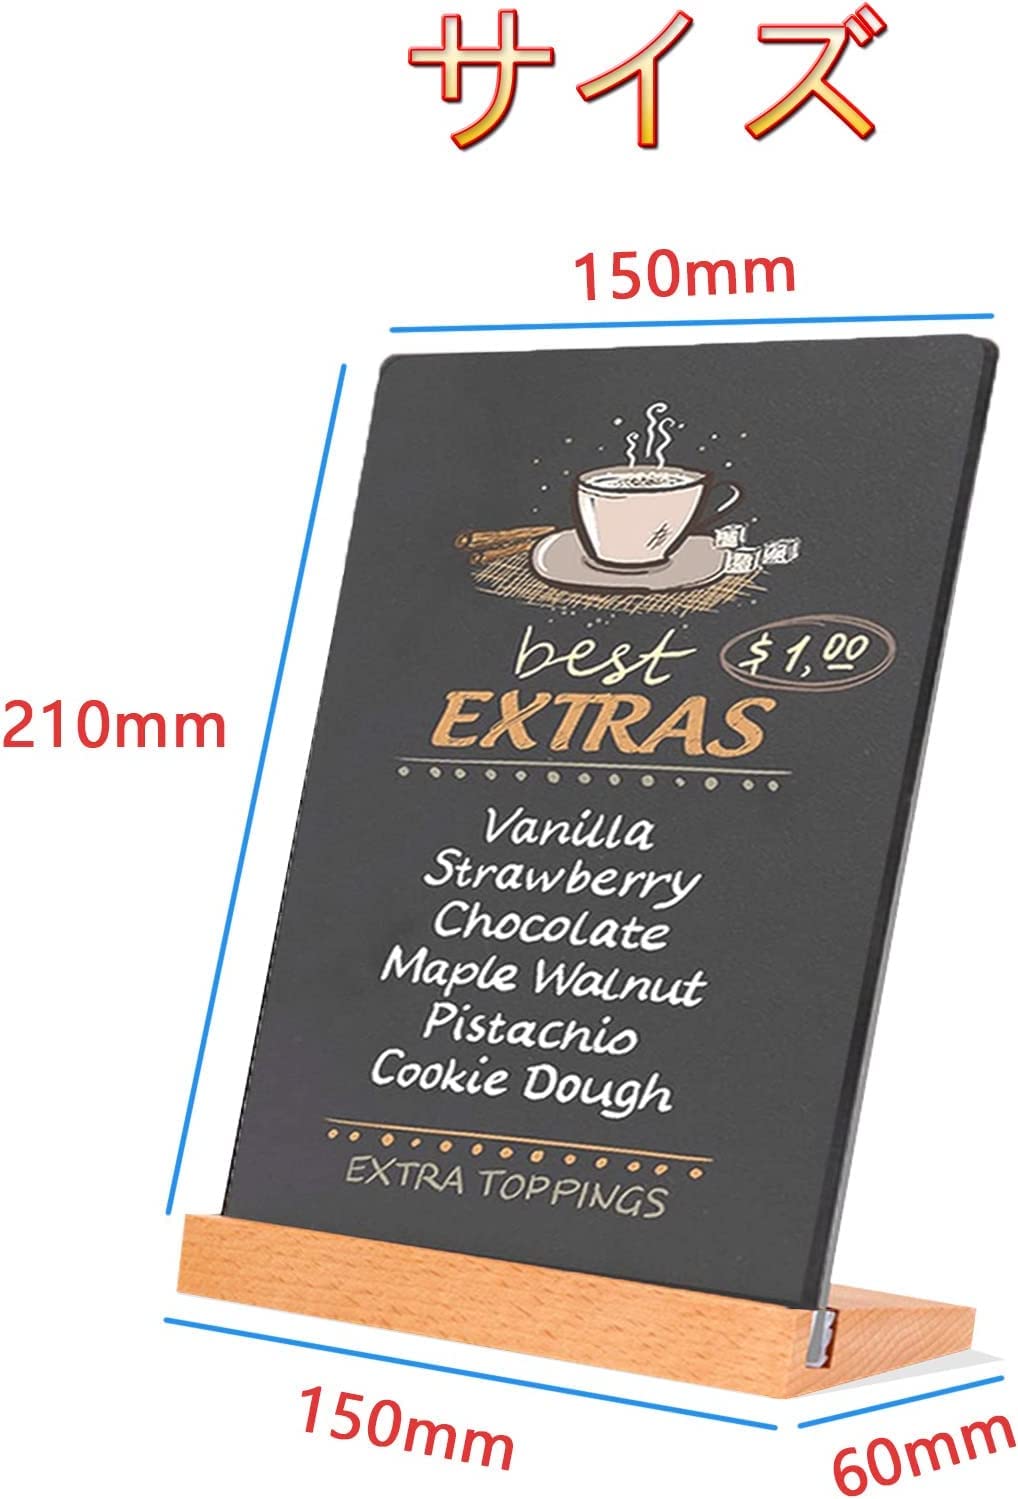 サイズ
150mm
210mm
best
$1,00
EXTRAS
Vanilla
Strawberry
Chocolate
Maple Walnut
Pistachio
Cookie Dough
EXTRA TOPPINGS
150mm
60mm